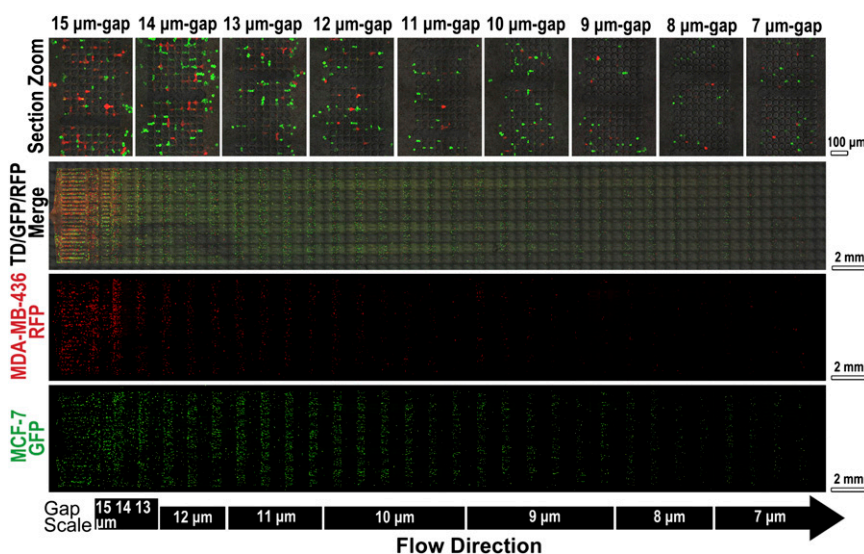 15 µm-gap 14 µm-gap 13 µm-gap 12 µm-gap 11 µm-gap 10 µm-gap 9 µm-gap 8 µm-gap 7 µm-gap
Section Zoom
100 µm
TD/GFP/RFP
Merge
2 mm
MDA-MB-436
RFP
2 mm
MCF-7
GFP
2 mm
Gap
Scale
15 14 13
µm
12 µm 11 µm 10 µm 9 µm 8 µm 7 µm
Flow Direction